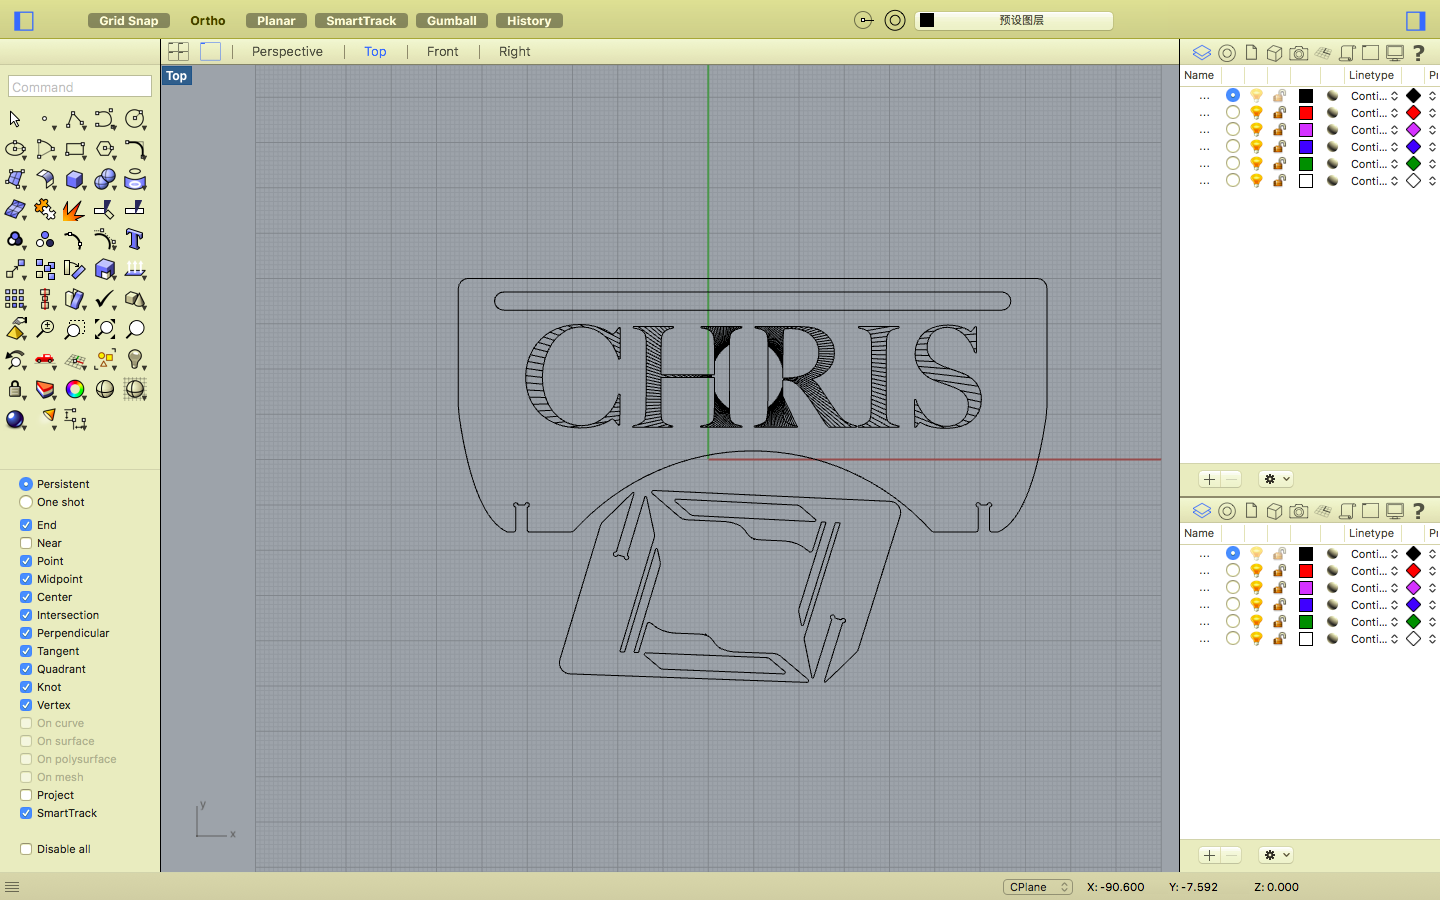 Grid Snap Ortho Planar SmartTrack Gumball History 预设图层
Perspective Top Front Right
Top
Command
CHRIS
y
x
Persistent
One shot
End
Near
Point
Midpoint
Center
Intersection
Perpendicular
Tangent
Quadrant
Knot
Vertex
On curve
On surface
On polysurface
On mesh
Project
SmartTrack
Disable all
Name Linetype
... Conti...
... Conti...
... Conti...
... Conti...
... Conti...
... Conti...
Name Linetype
... Conti...
... Conti...
... Conti...
... Conti...
... Conti...
... Conti...
CPlane X: -90.600 Y: -7.592 Z: 0.000